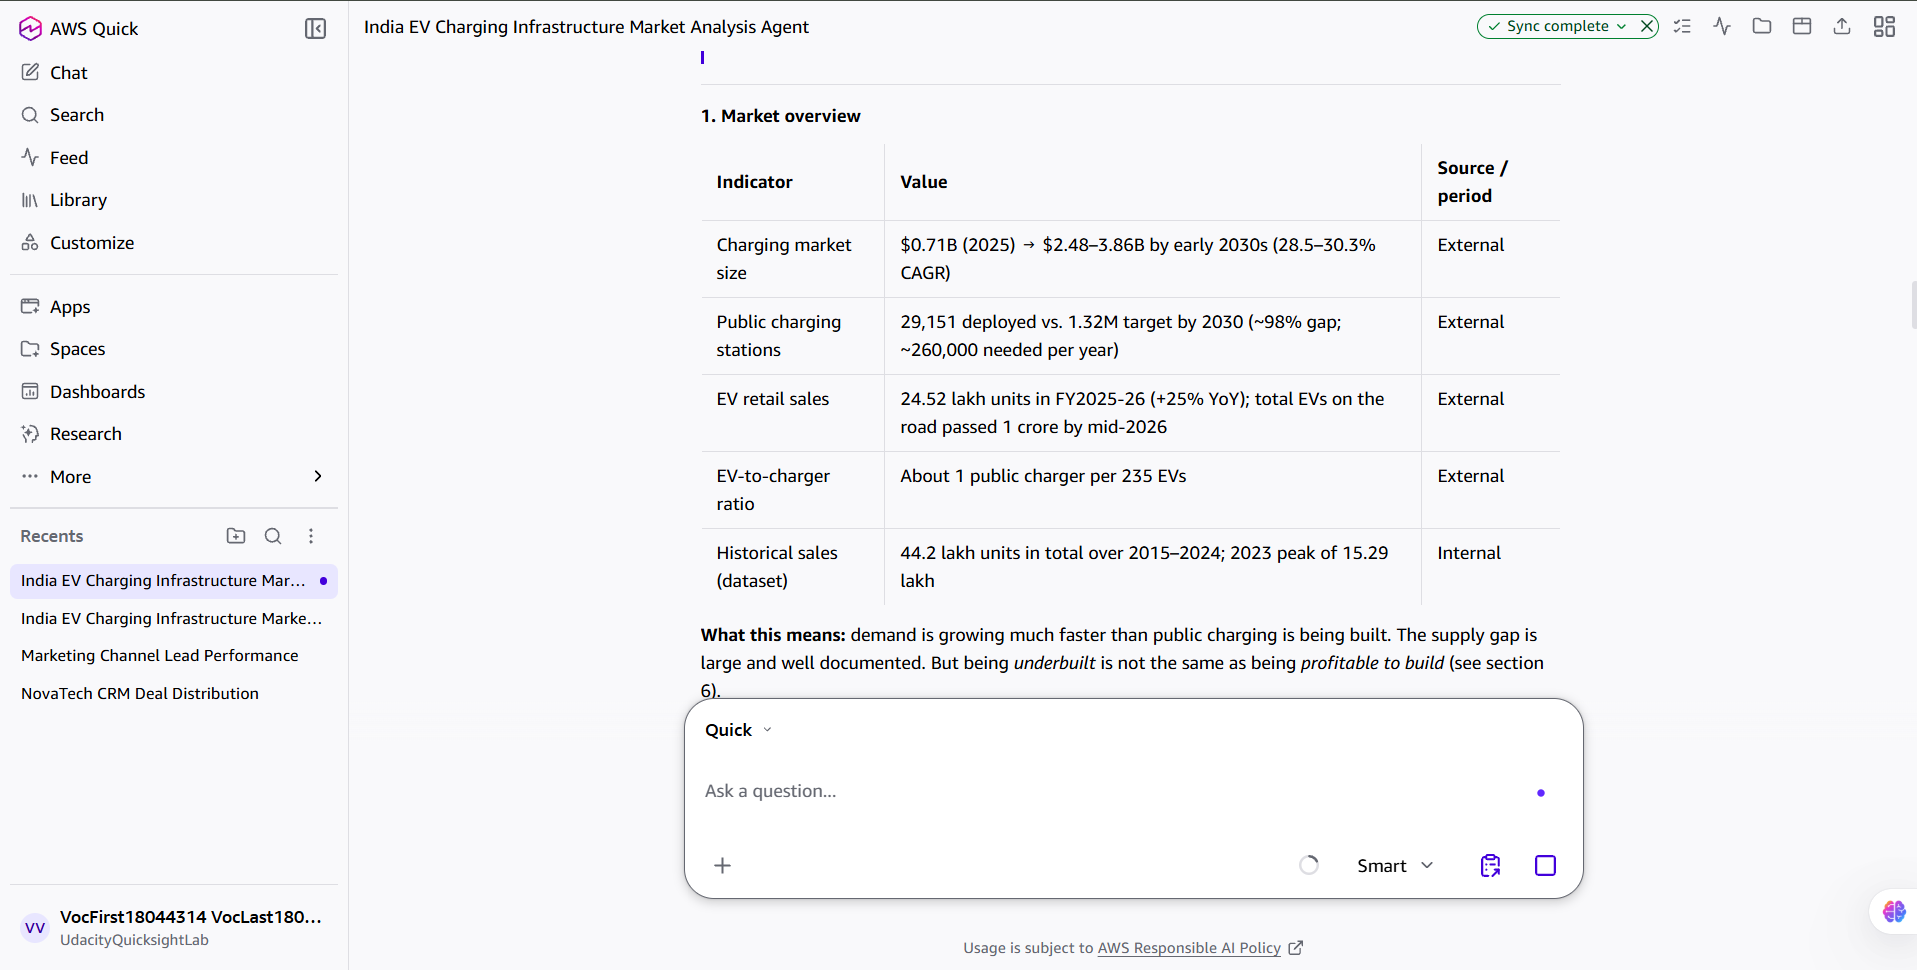 AWS Quick
Chat
Search
Feed
Library
Customize
Apps
Spaces
Dashboards
Research
More
Recents
India EV Charging Infrastructure Mar...
India EV Charging Infrastructure Marke...
Marketing Channel Lead Performance
NovaTech CRM Deal Distribution
VV
VocFirst18044314 VocLast180...
UdacityQuicksightLab
India EV Charging Infrastructure Market Analysis Agent
Sync complete
1. Market overview
Indicator
Value
Source /
period
Charging market
size
$0.71B (2025) → $2.48–3.86B by early 2030s (28.5–30.3%
CAGR)
External
Public charging
stations
29,151 deployed vs. 1.32M target by 2030 (~98% gap;
~260,000 needed per year)
External
EV retail sales
24.52 lakh units in FY2025-26 (+25% YoY); total EVs on the
road passed 1 crore by mid-2026
External
EV-to-charger
ratio
About 1 public charger per 235 EVs
External
Historical sales
(dataset)
44.2 lakh units in total over 2015–2024; 2023 peak of 15.29
lakh
Internal
What this means: demand is growing much faster than public charging is being built. The supply gap is
large and well documented. But being underbuilt is not the same as being profitable to build (see section
6).
Quick
Ask a question...
Smart
Usage is subject to AWS Responsible AI Policy